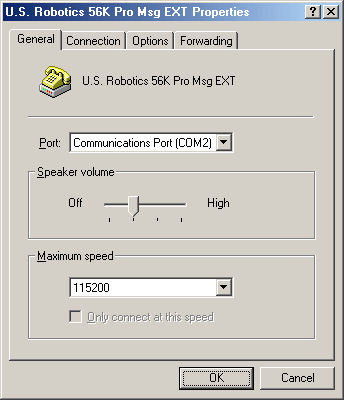 U.S. Robotics 56K Pro Msg EXT Properties
General Connection Options Forwarding
U.S. Robotics 56K Pro Msg EXT
Port: Communications Port (COM2)
Speaker volume
Off High
Maximum speed
115200
Only connect at this speed
OK Cancel